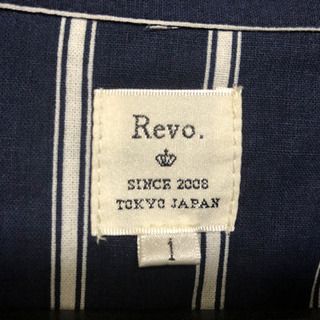 Revo.
SINCE 2008
TOKYO JAPAN
1